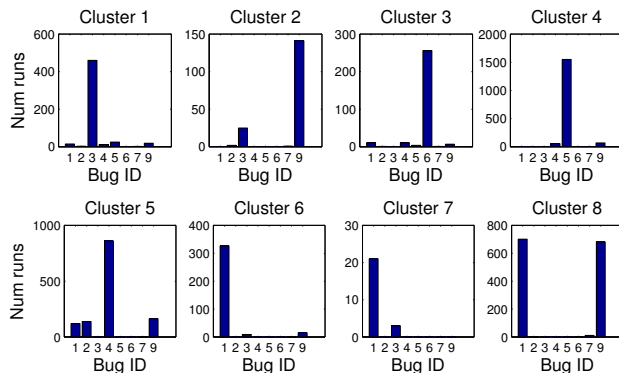 Cluster 1
Cluster 2
Cluster 3
Cluster 4
Num runs
600
400
200
0
1 2 3 4 5 6 7 9
Bug ID
150
100
50
0
1 2 3 4 5 6 7 9
Bug ID
300
200
100
0
1 2 3 4 5 6 7 9
Bug ID
2000
1500
1000
500
0
1 2 3 4 5 6 7 9
Bug ID
Cluster 5
Cluster 6
Cluster 7
Cluster 8
Num runs
1000
500
0
1 2 3 4 5 6 7 9
Bug ID
400
300
200
100
0
1 2 3 4 5 6 7 9
Bug ID
30
20
10
0
1 2 3 4 5 6 7 9
Bug ID
800
600
400
200
0
1 2 3 4 5 6 7 9
Bug ID